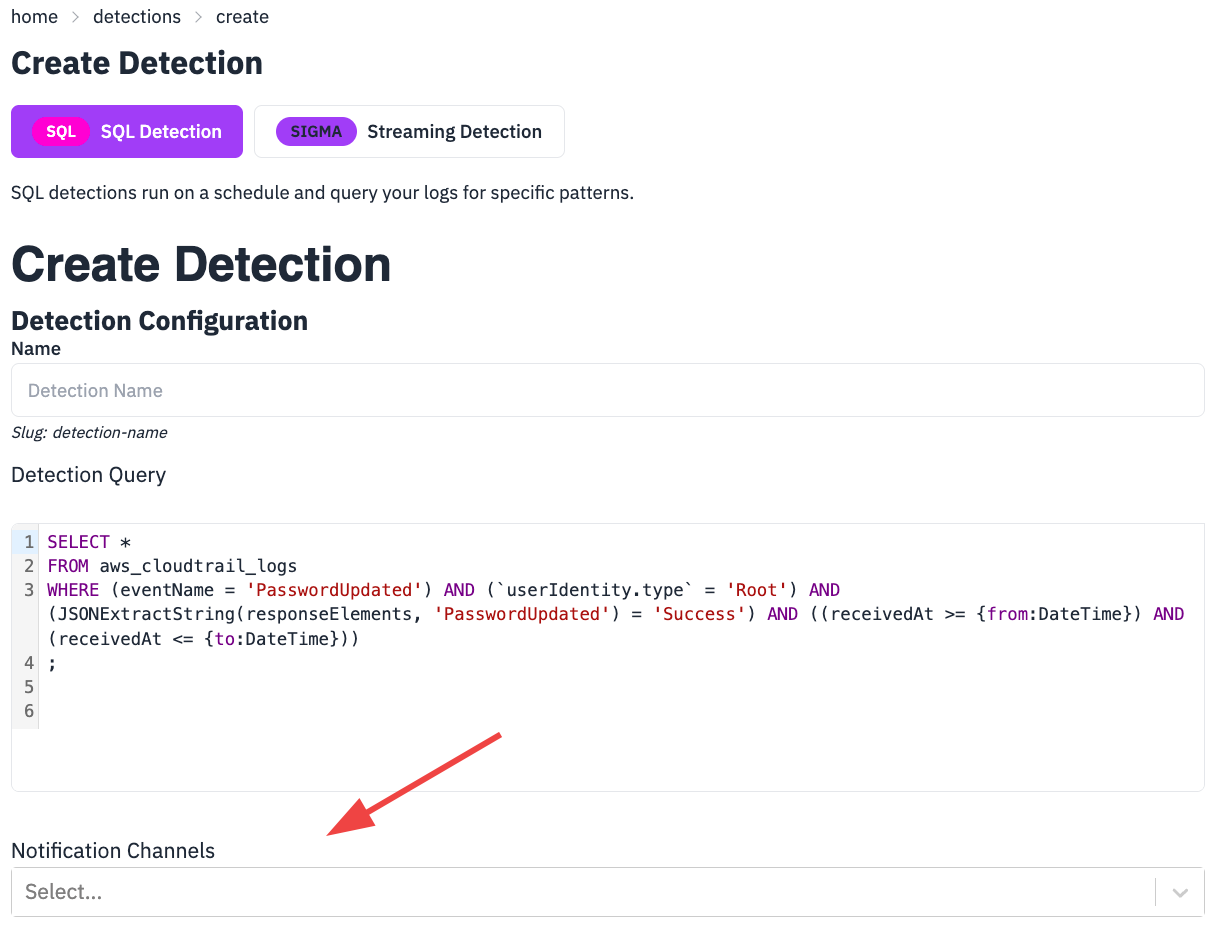 home > detections > create
Create Detection
SQL SQL Detection SIGMA Streaming Detection
SQL detections run on a schedule and query your logs for specific patterns.
Create Detection
Detection Configuration
Name
Detection Name
Slug: detection-name
Detection Query
1 SELECT *
2 FROM aws_cloudtrail_logs
3 WHERE (eventName = 'PasswordUpdated') AND (`userIdentity.type` = 'Root') AND
(JSONExtractString(responseElements, 'PasswordUpdated') = 'Success') AND ((receivedAt >= {from:DateTime}) AND
(receivedAt <= {to:DateTime}))
4 ;
5
6
Notification Channels
Select...